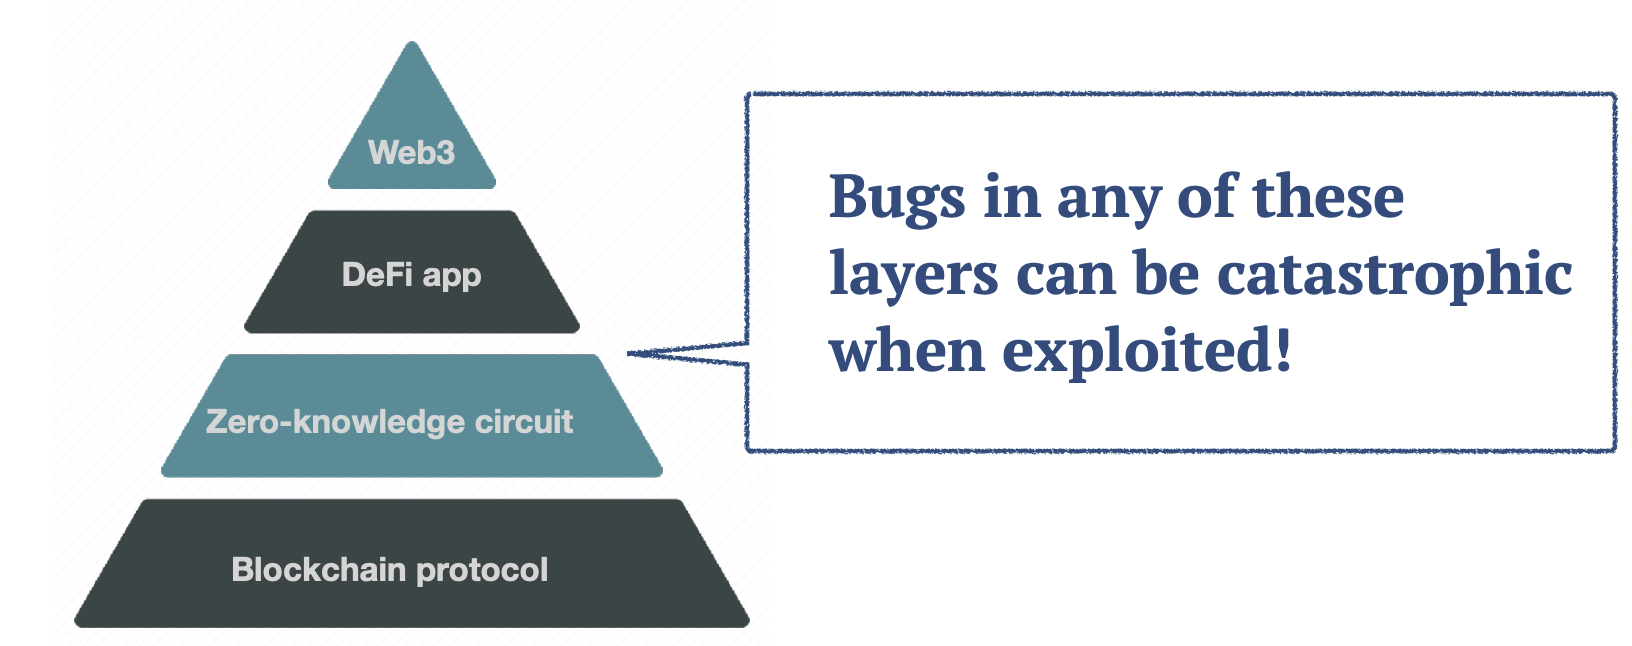 Web3
DeFi app
Zero-knowledge circuit
Blockchain protocol
Bugs in any of these
layers can be catastrophic
when exploited!